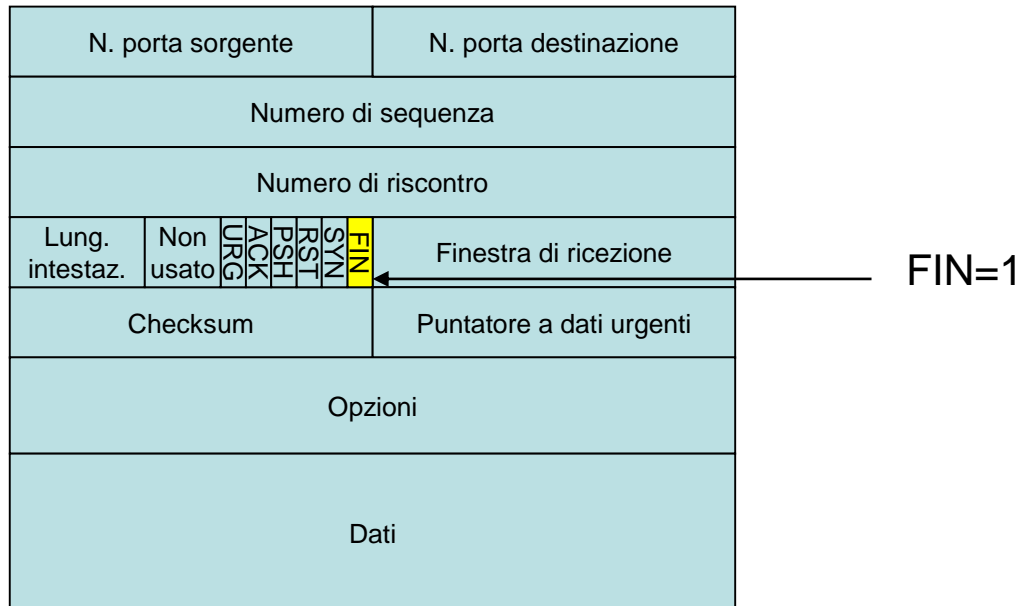 N. porta sorgente
N. porta destinazione
Numero di sequenza
Numero di riscontro
Lung.
intestaz.
Non
usato
URG
ACK
PSH
RST
SYN
FIN
Finestra di ricezione
FIN=1
Checksum
Puntatore a dati urgenti
Opzioni
Dati